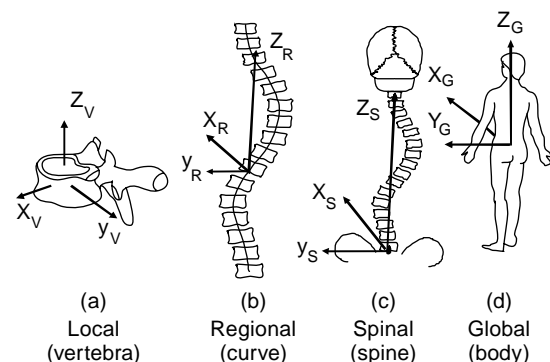 Z_V
X_V
y_V
Z_R
X_R
y_R
Z_S
X_S
y_S
Z_G
X_G
Y_G
(a)
Local
(vertebra)
(b)
Regional
(curve)
(c)
Spinal
(spine)
(d)
Global
(body)